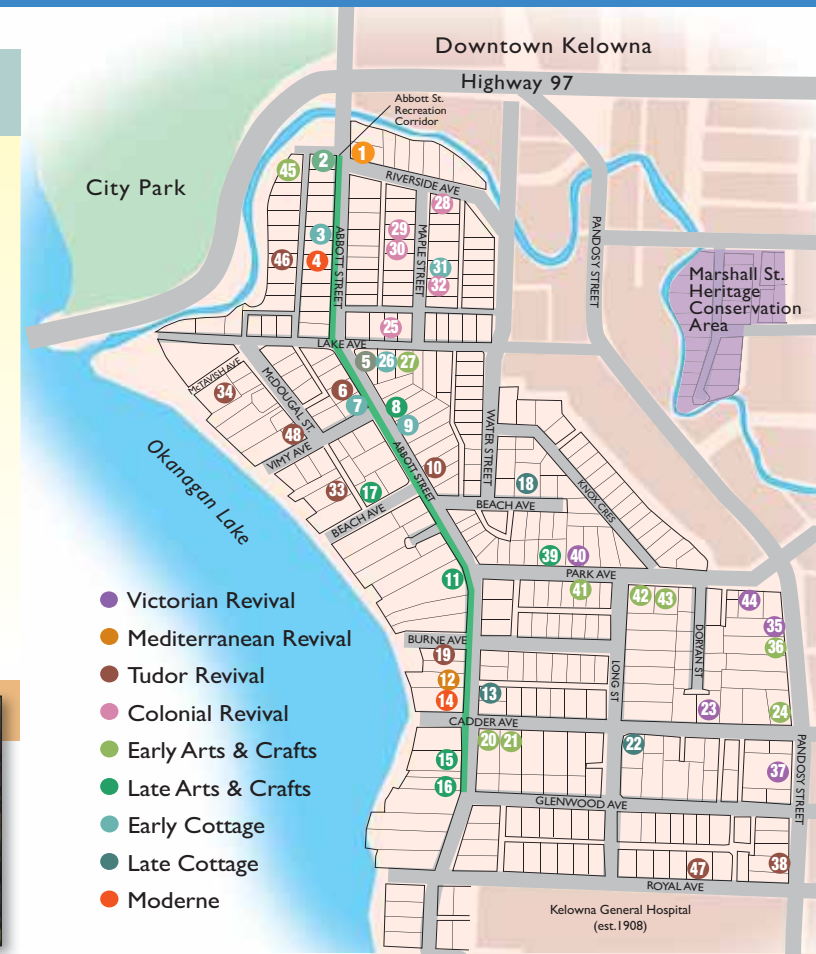 Downtown Kelowna
Highway 97
Abbott St.
Recreation
Corridor
City Park
1
2
45
RIVERSIDE AVE
28
29
30
3
4
46
ABBOTT STREET
MAPLE STREET
31
32
PANDOSY STREET
Marshall St.
Heritage
Conservation
Area
25
LAKE AVE
5
26
27
McTAVISH AVE
34
McDOUGAL ST.
6
7
8
9
48
VIMY AVE
ABBOTT STREET
10
WATER STREET
Okanagan Lake
33
17
BEACH AVE
18
BEACH AVE
KNOX CRES
39
40
PARK AVE
11
41
42
43
44
35
36
DORYAN ST
LONG ST
BURNE AVE
19
12
14
13
23
24
CADDER AVE
20
21
22
PANDOSY STREET
15
16
37
GLENWOOD AVE
47
38
ROYAL AVE
Kelowna General Hospital
(est.1908)
Victorian Revival
Mediterranean Revival
Tudor Revival
Colonial Revival
Early Arts & Crafts
Late Arts & Crafts
Early Cottage
Late Cottage
Moderne